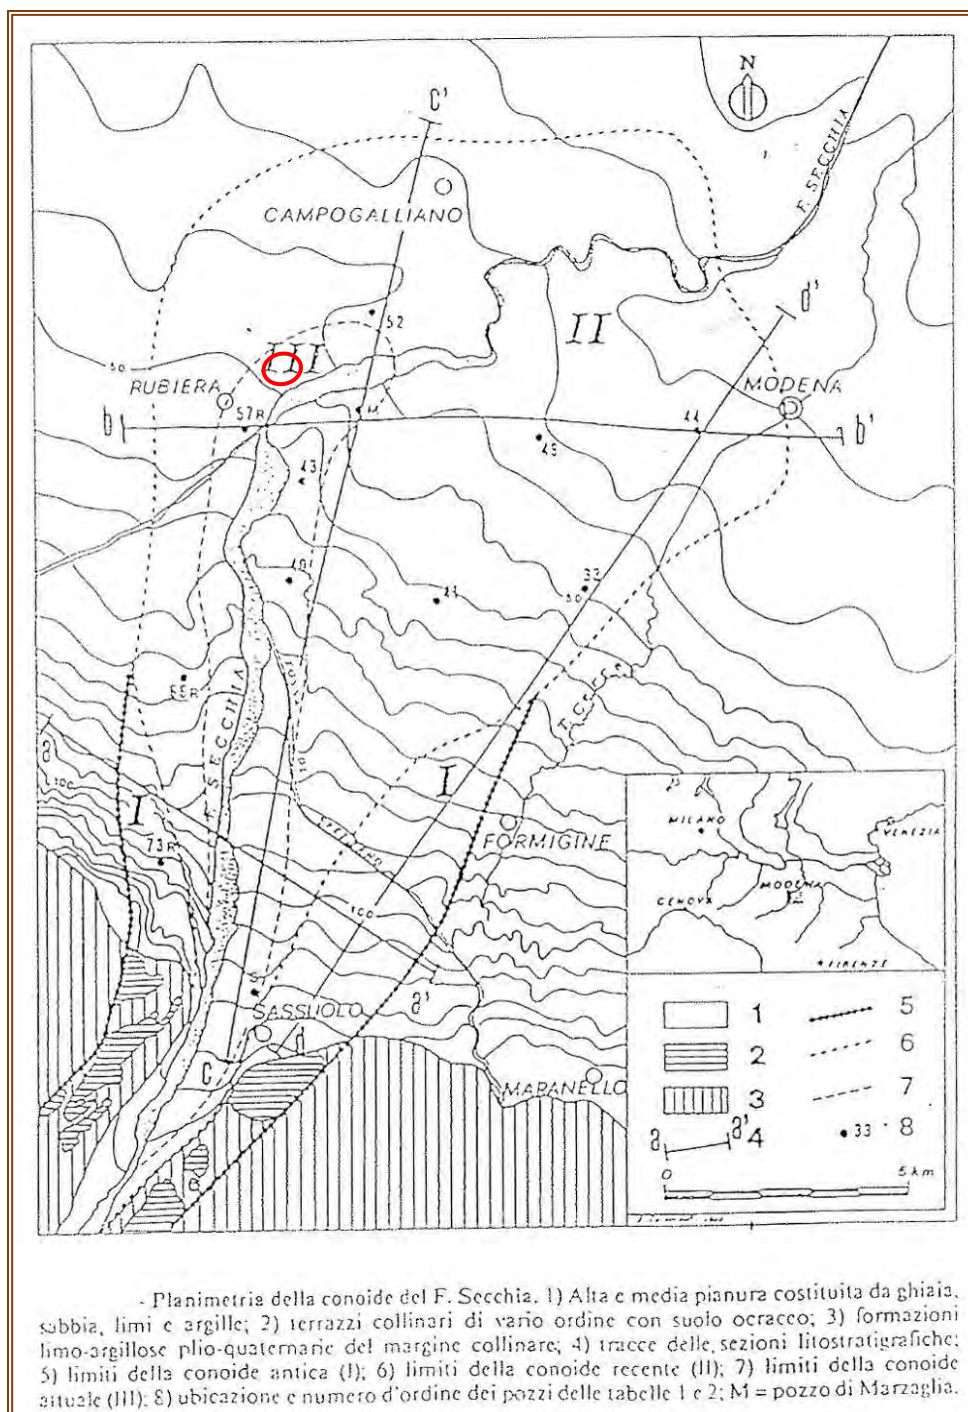 N
C'
F. SECCHIA
CAMPOGALLIANO
52
II
d'
III
50
RUBIERA
MODENA
M
57R
44
b
b'
45
43
40
41
33
50
68R
F. SECCHIA
T. CERCA
a
100
I
I
FORMIGINE
73R
SPEZZANO
100
MILANO
VENEZIA
MODENA
GENOVA
FIRENZE
SASSUOLO
a'
d
C
MARANELLO
1
5
2
6
3
7
a a' 4
33 8
0 5 km
- Planimetria della conoide del F. Secchia. 1) Alta e media pianura costituita da ghiaia,
sabbia, limi e argille; 2) terrazzi collinari di vario ordine con suolo ocraceo; 3) formazioni
limo-argillose plio-quaternarie del margine collinare; 4) tracce delle sezioni litostratigrafiche;
5) limiti della conoide antica (I); 6) limiti della conoide recente (II); 7) limiti della conoide
attuale (III); 8) ubicazione e numero d'ordine dei pozzi delle tabelle 1 e 2; M = pozzo di Marzaglia.